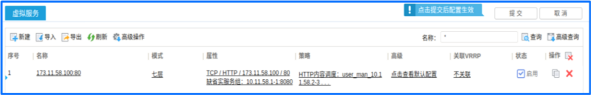 虚拟服务
点击提交后配置生效
提 交
取 消
新建 导入 导出 刷新 高级操作
名称： * 查询 高级查询
序号 名称 模式 属性 策略 高级 关联VRRP 状态 操作
1 173.11.58.100:80 七层 TCP / HTTP / 173.11.58.100 / 80 HTTP内容调度：user_man_10.1 点击查看默认配置 不关联 启用
缺省实服务组：10.11.58.1-1:8080 1.58.2-3 ....